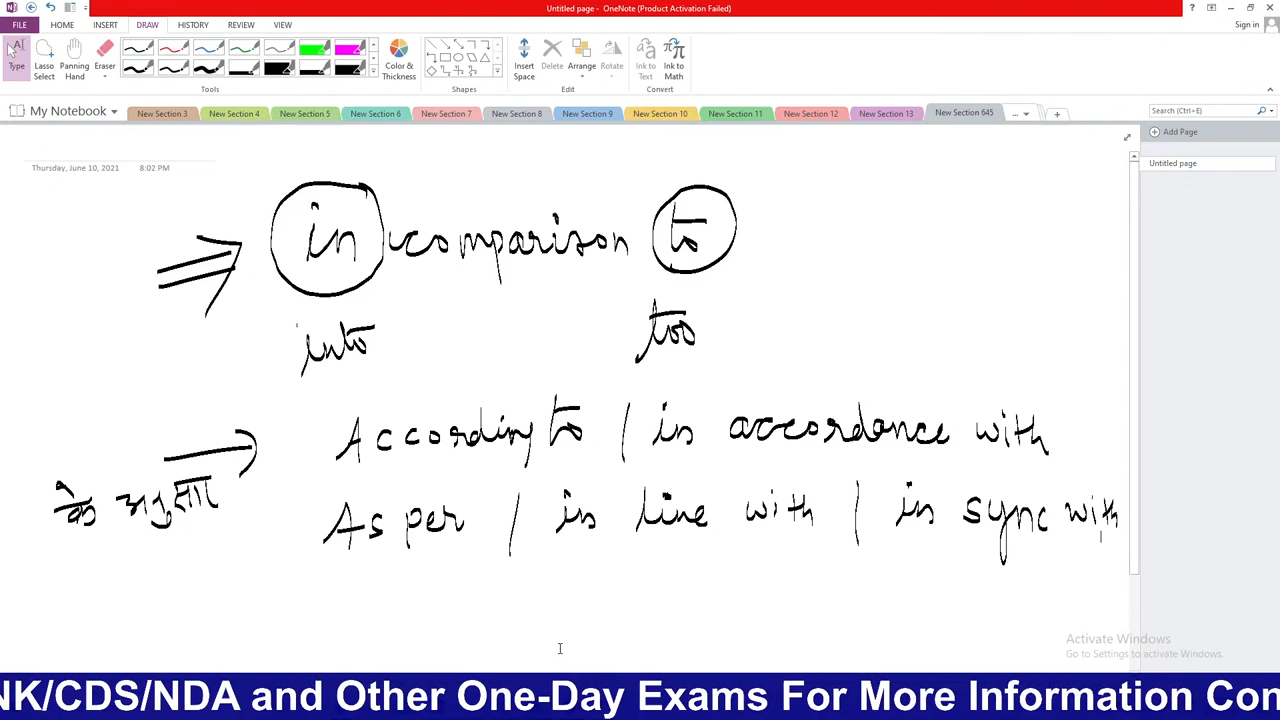 Untitled page - OneNote (Product Activation Failed)
FILE HOME INSERT DRAW HISTORY REVIEW VIEW
Sign in
Type Lasso Select Panning Hand Eraser Color & Thickness Insert Space Delete Arrange Rotate Ink to Text Ink to Math
Tools Shapes Edit Convert
My Notebook New Section 3 New Section 4 New Section 5 New Section 6 New Section 7 New Section 8 New Section 9 New Section 10 New Section 11 New Section 12 New Section 13 New Section 645 ... Search (Ctrl+E)
Add Page
Untitled page
Thursday, June 10, 2021 8:02 PM
in comparison to
into too
According to / in accordance with
के अनुसार
As per / in line with / in sync with
Activate Windows
Go to Settings to activate Windows.
NK/CDS/NDA and Other One-Day Exams For More Information Con